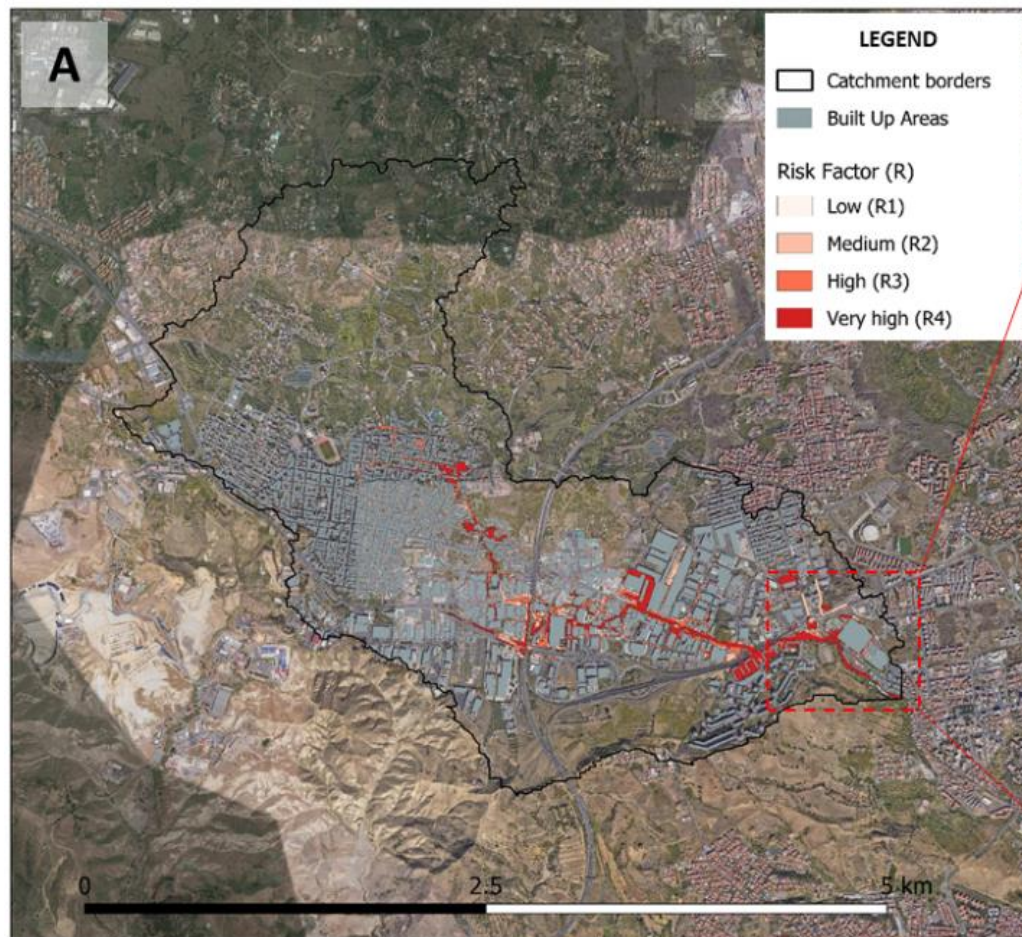 A
LEGEND
Catchment borders
Built Up Areas
Risk Factor (R)
Low (R1)
Medium (R2)
High (R3)
Very high (R4)
0 2.5 5 km